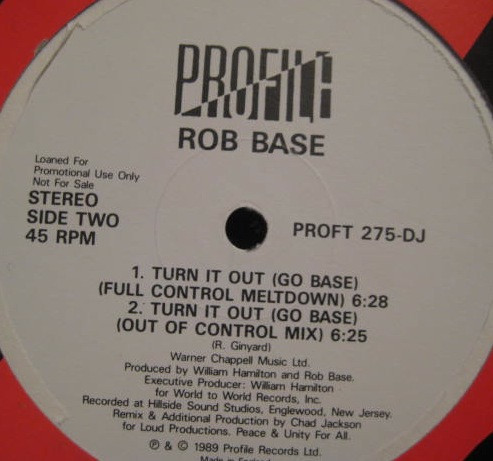 PROFILE
ROB BASE
Loaned For
Promotional Use Only
Not For Sale
STEREO
SIDE TWO
45 RPM
PROFT 275-DJ
1. TURN IT OUT (GO BASE)
(FULL CONTROL MELTDOWN) 6:28
2. TURN IT OUT (GO BASE)
(OUT OF CONTROL MIX) 6:25
(R. Ginyard)
Warner Chappell Music Ltd.
Produced by William Hamilton and Rob Base.
Executive Producer: William Hamilton
for World to World Records, Inc.
Recorded at Hillside Sound Studios, Englewood, New Jersey.
Remix & Additional Production by Chad Jackson
for Loud Productions. Peace & Unity For All.
℗ & © 1989 Profile Records Ltd.
Made in England